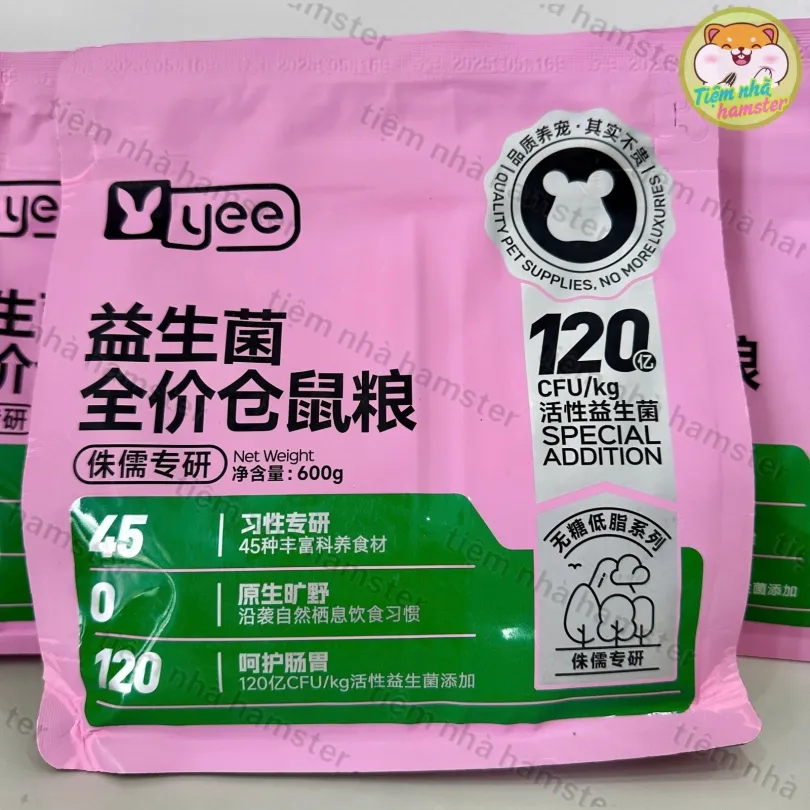 Tiệm nhà
hamster
yee
品质养宠·其实不贵
QUALITY PET SUPPLIES, NO MORE LUXURIES
益生菌
全价仓鼠粮
侏儒专研
Net Weight
净含量：600g
120亿
CFU/kg
活性益生菌
SPECIAL
ADDITION
45
习性专研
45种丰富科养食材
0
原生旷野
沿袭自然栖息饮食习惯
120
呵护肠胃
120亿CFU/kg活性益生菌添加
无糖低脂系列
侏儒专研
yee
tiệm nhà hamster